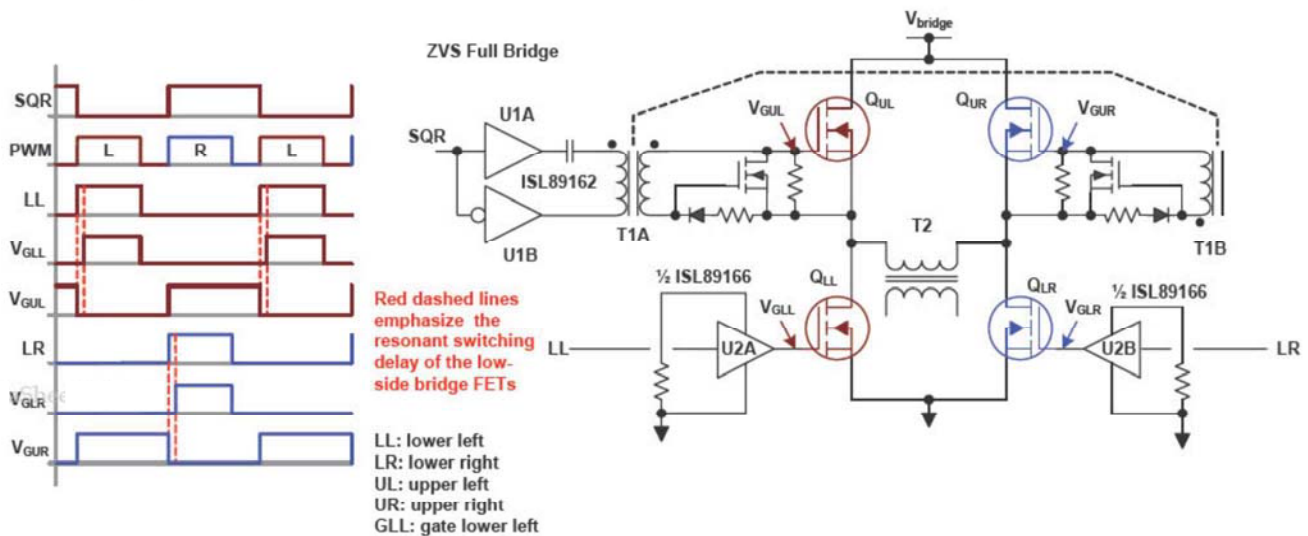 ZVS Full Bridge
Vbridge
SQR
PWM
L
R
L
LL
VGLL
VGUL
LR
VGLR
VGUR
Red dashed lines
emphasize the
resonant switching
delay of the low-
side bridge FETs
LL: lower left
LR: lower right
UL: upper left
UR: upper right
GLL: gate lower left
SQR
U1A
ISL89162
U1B
T1A
VGUL
QUL
QUR
VGUR
T1B
T2
½ ISL89166
QLL
VGLL
LL
U2A
QLR
½ ISL89166
VGLR
U2B
LR